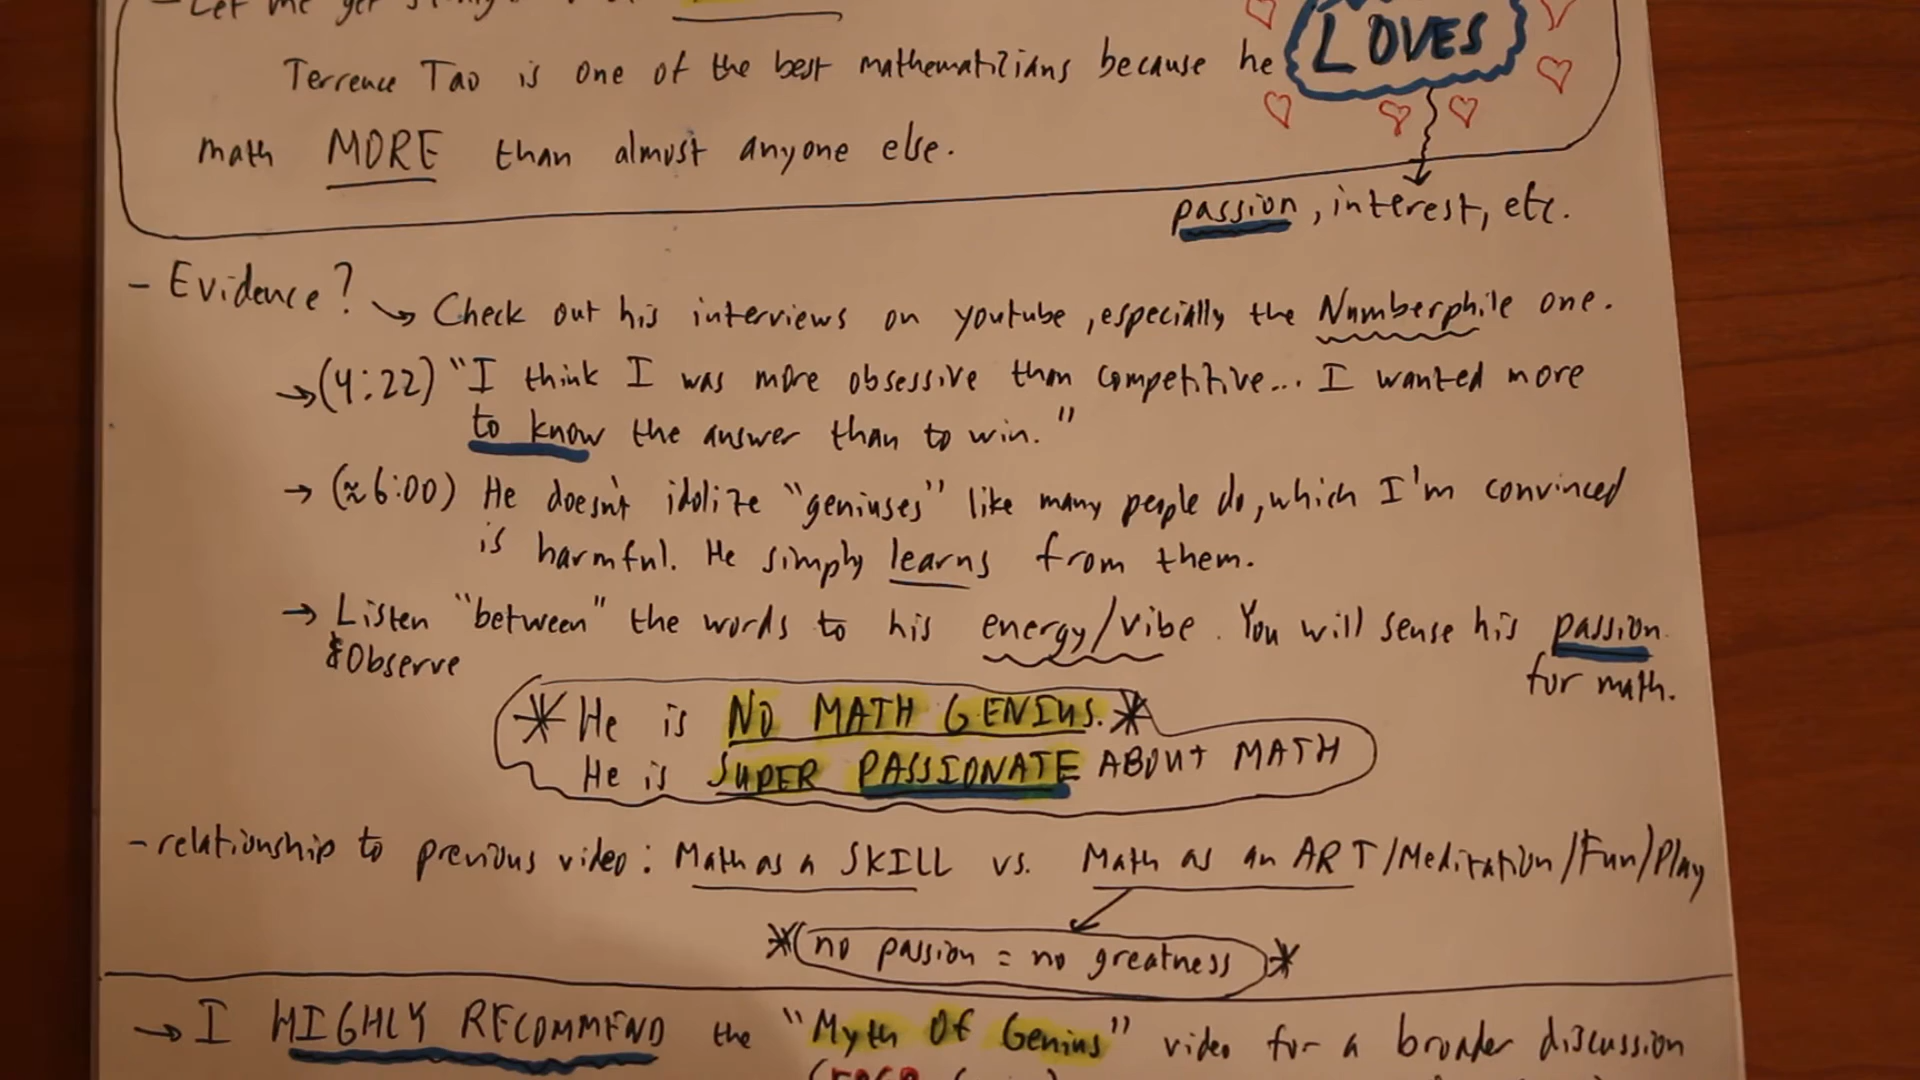 - Let me get
LOVES
Terrence Tao is one of the best mathematicians because he
math MORE than almost anyone else.
passion, interest, etc.
- Evidence?
Check out his interviews on youtube, especially the Numberphile one.
→ (4:22) "I think I was more obsessive than competitive... I wanted more
to know the answer than to win."
→ (≈6:00) He doesn't idolize "geniuses" like many people do, which I'm convinced
is harmful. He simply learns from them.
→ Listen "between" the words to his energy/vibe. You will sense his passion
& Observe
for math.
* He is NO MATH GENIUS. *
He is SUPER PASSIONATE ABOUT MATH
- relationship to previous video: Math as a SKILL vs. Math as an ART/Meditation/Fun/Play
* no passion = no greatness *
→ I HIGHLY RECOMMEND the "Myth Of Genius" video for a broader discussion